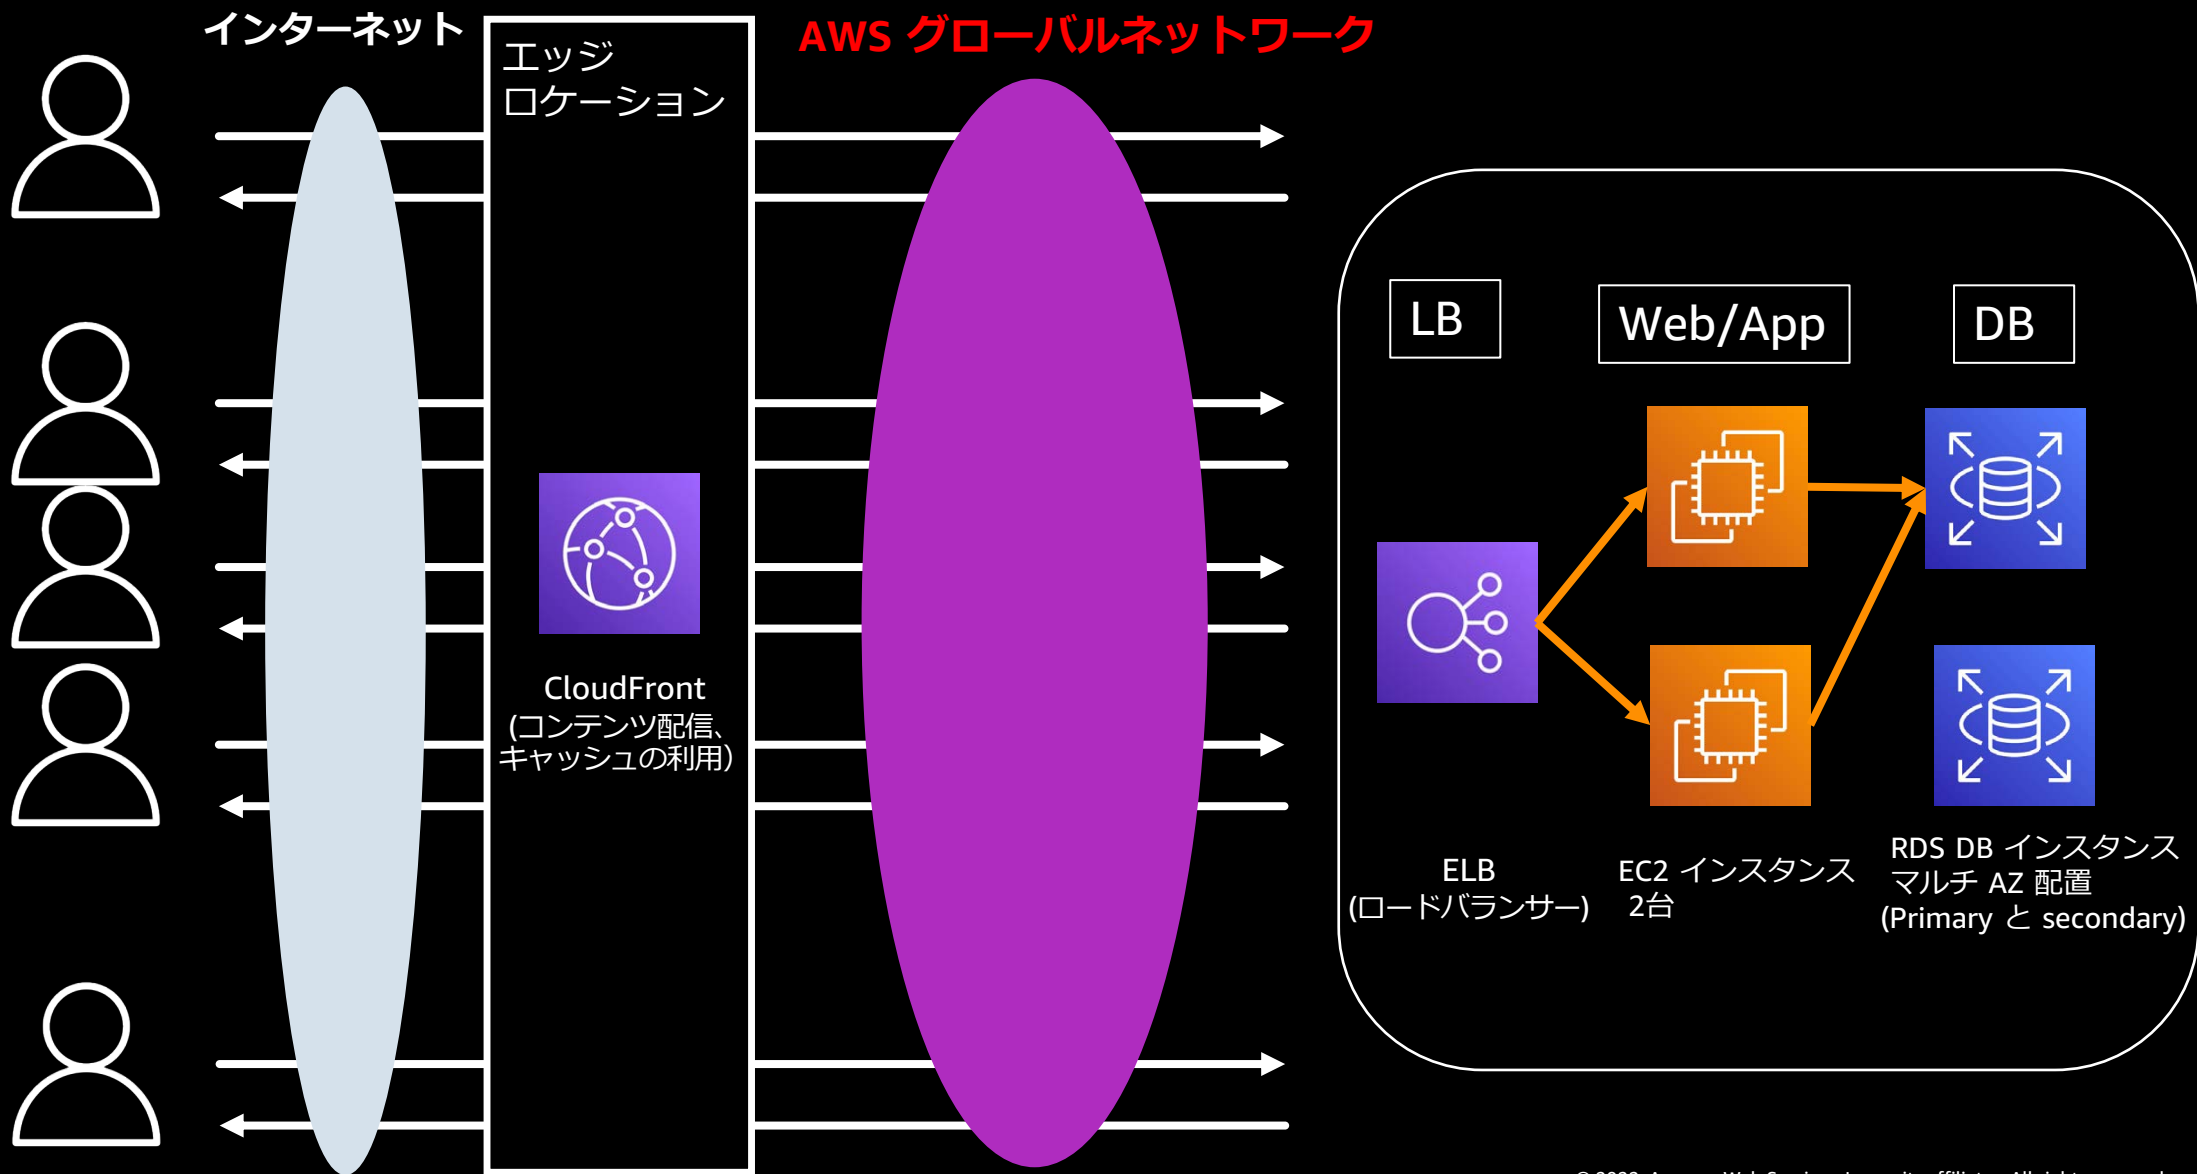 インターネット
エッジ
ロケーション
AWS グローバルネットワーク
CloudFront
(コンテンツ配信、
キャッシュの利用)
LB
Web/App
DB
ELB
(ロードバランサー)
EC2 インスタンス
2台
RDS DB インスタンス
マルチ AZ 配置
(Primary と secondary)